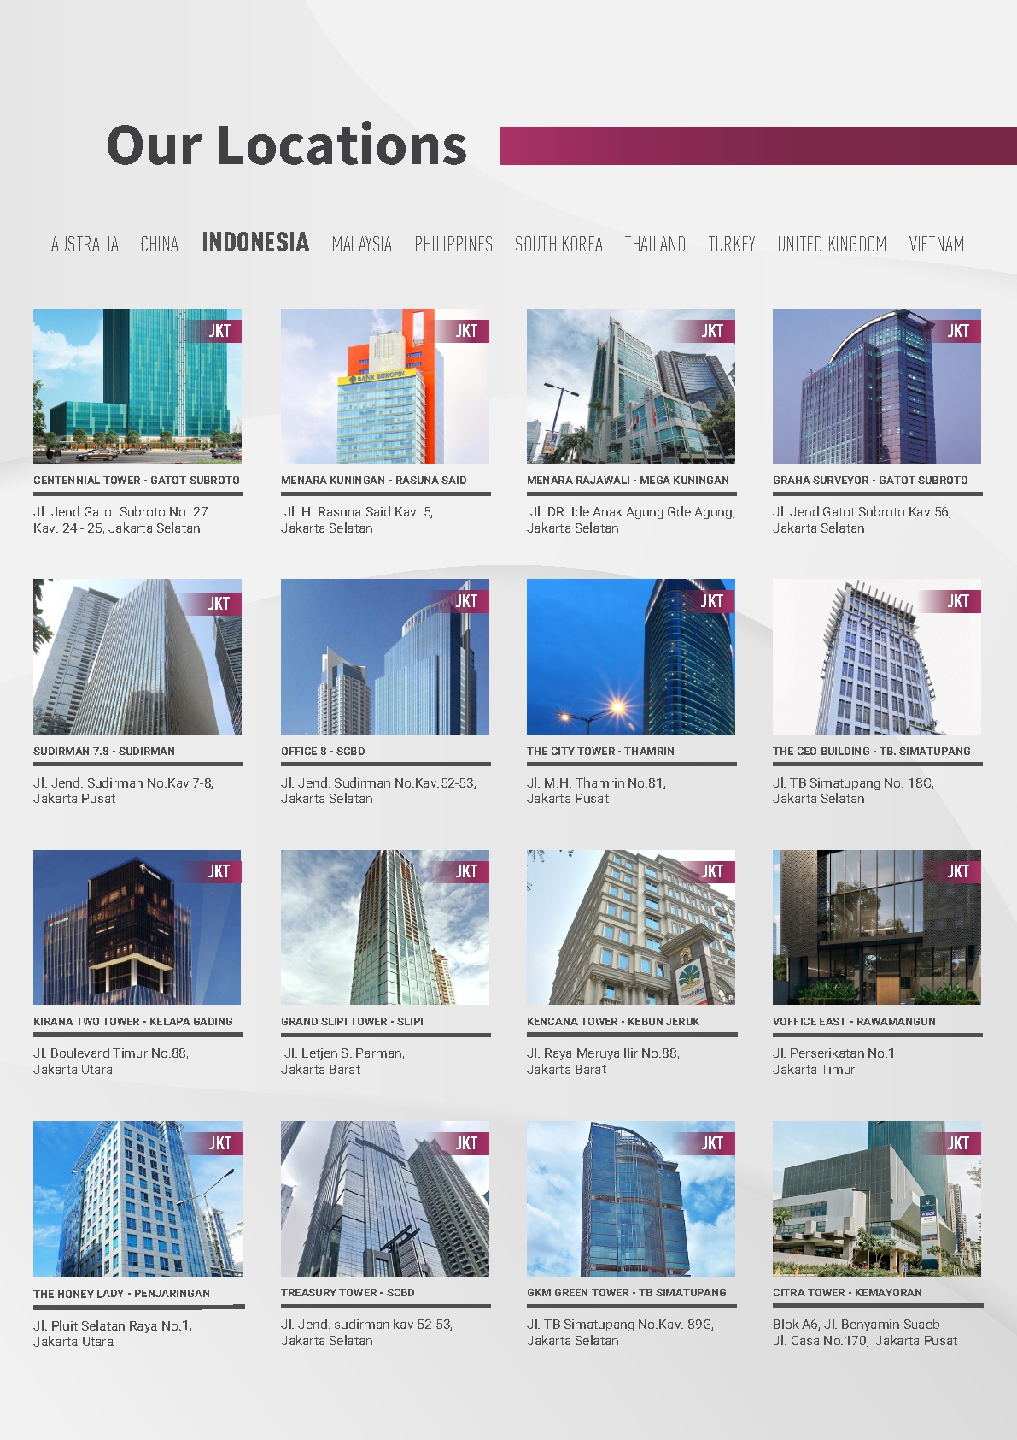 Our Locations
AUSTRALIA CHINA INDONESIA MALAYSIA PHILIPPINES SOUTH KOREA THAILAND TURKEY UNITED KINGDOM VIETNAM
JKT
JKT
JKT
JKT
BANK BUKOPIN
CENTENNIAL TOWER - GATOT SUBROTO
Jl. Jend Gatot Subroto No. 27
Kav. 24 - 25, Jakarta Selatan
MENARA KUNINGAN - RASUNA SAID
Jl. H. Rasuna Said Kav. 5,
Jakarta Selatan
MENARA RAJAWALI - MEGA KUNINGAN
Jl. DR. Ide Anak Agung Gde Agung,
Jakarta Selatan
GRAHA SURVEYOR - GATOT SUBROTO
Jl. Jend Gatot Subroto Kav 56,
Jakarta Selatan
JKT
JKT
JKT
JKT
SUDIRMAN 7.8 - SUDIRMAN
Jl. Jend. Sudirman No.Kav 7-8,
Jakarta Pusat
OFFICE 8 - SCBD
Jl. Jend. Sudirman No.Kav.52-53,
Jakarta Selatan
THE CITY TOWER - THAMRIN
Jl. M.H. Thamrin No.81,
Jakarta Pusat
THE CEO BUILDING - TB. SIMATUPANG
Jl. TB Simatupang No. 18C,
Jakarta Selatan
JKT
JKT
JKT
JKT
KIRANA TWO TOWER - KELAPA GADING
Jl. Boulevard Timur No.88,
Jakarta Utara
GRAND SLIPI TOWER - SLIPI
Jl. Letjen S. Parman,
Jakarta Barat
KENCANA TOWER - KEBUN JERUK
Jl. Raya Meruya Ilir No.88,
Jakarta Barat
VOFFICE EAST - RAWAMANGUN
Jl. Perserikatan No.1
Jakarta Timur
JKT
JKT
JKT
JKT
THE HONEY LADY - PENJARINGAN
Jl. Pluit Selatan Raya No.1,
Jakarta Utara
TREASURY TOWER - SCBD
Jl. Jend. sudirman kav 52-53,
Jakarta Selatan
GKM GREEN TOWER - TB SIMATUPANG
Jl. TB Simatupang No.Kav. 89G,
Jakarta Selatan
CITRA TOWER - KEMAYORAN
Blok A6, Jl. Benyamin Suaeb
Jl. Casa No.170, Jakarta Pusat